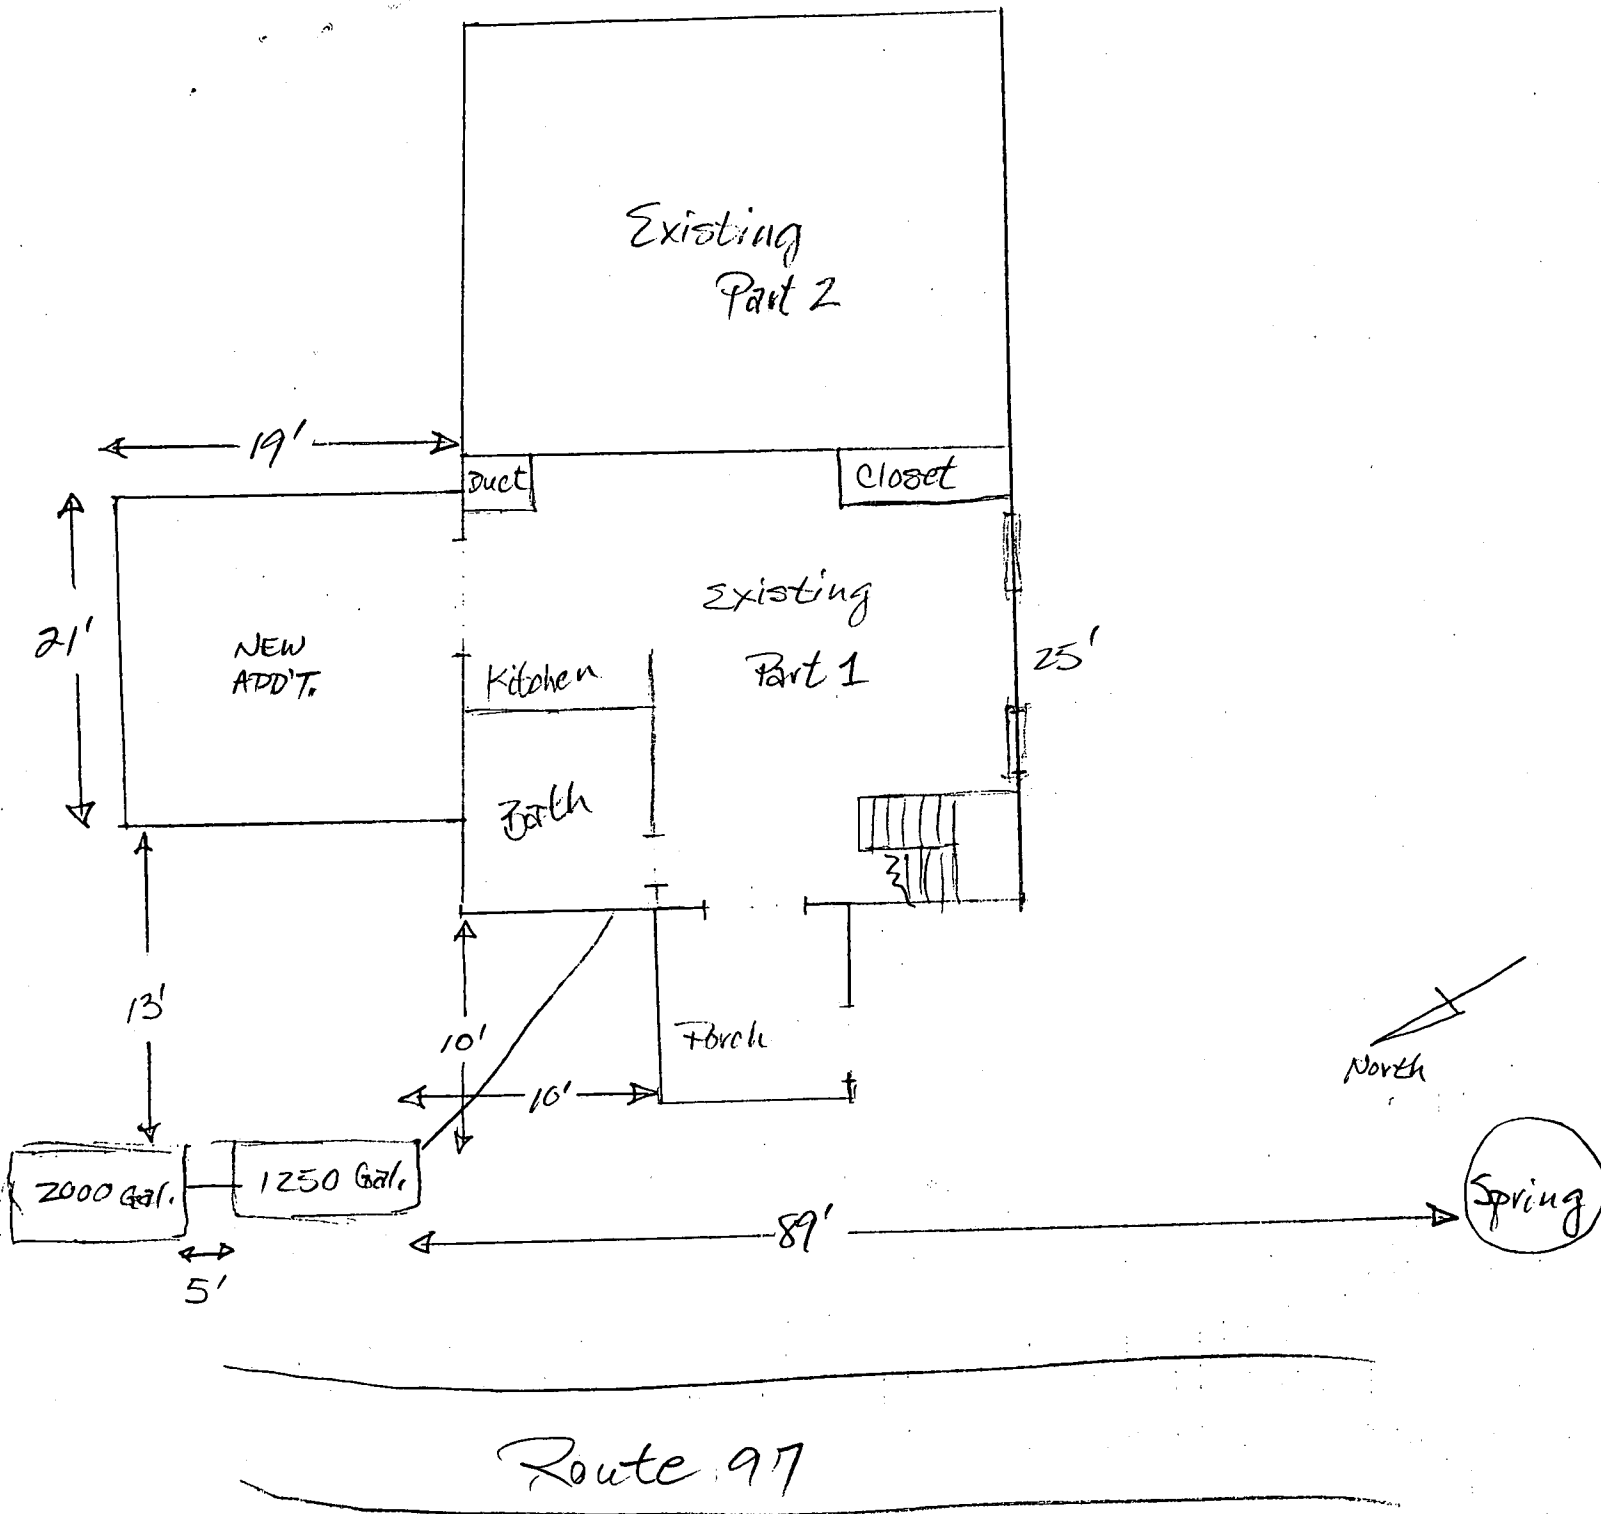 Existing
Part 2
19'
Duct
Closet
21'
NEW
ADD'T.
Existing
Part 1
25'
Kitchen
Bath
13'
10'
Porch
10'
North
2000 Gal.
1250 Gal.
Spring
89'
5'
Route 97